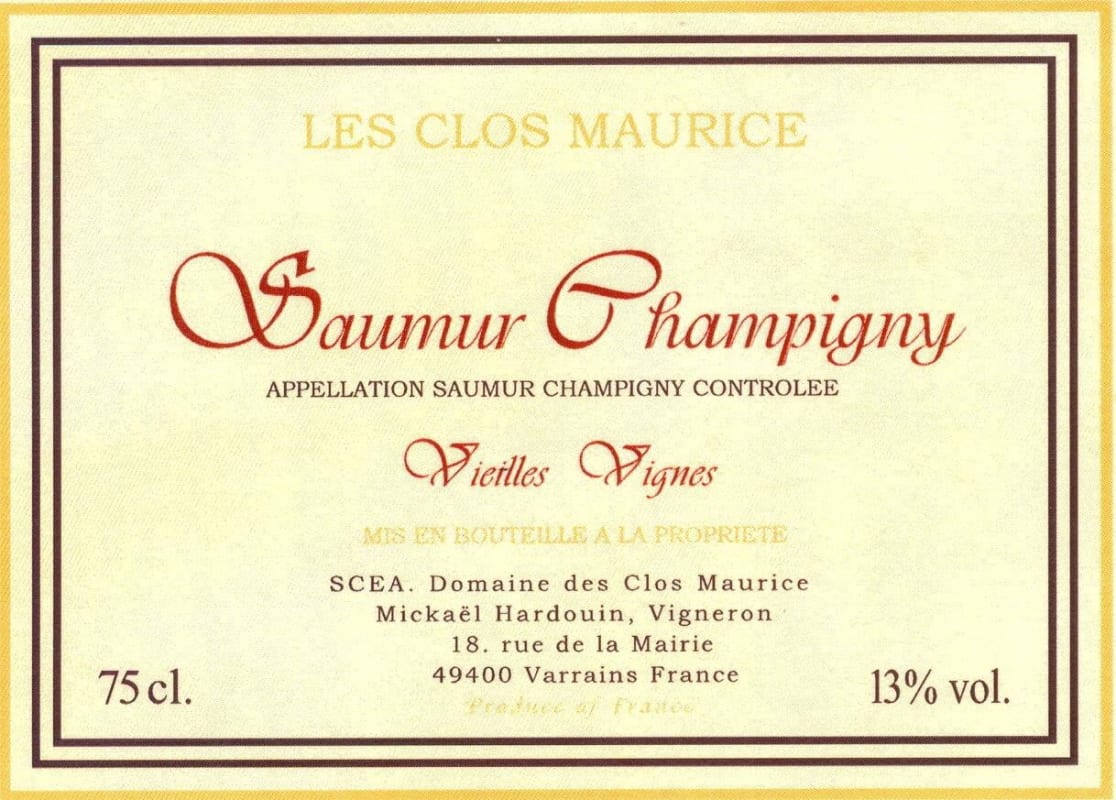 LES CLOS MAURICE
Saumur Champigny
APPELLATION SAUMUR CHAMPIGNY CONTROLEE
Vieilles Vignes
MIS EN BOUTEILLE A LA PROPRIETE
SCEA. Domaine des Clos Maurice
Mickaël Hardouin, Vigneron
18. rue de la Mairie
49400 Varrains France
Produce of France
75 cl.
13% vol.